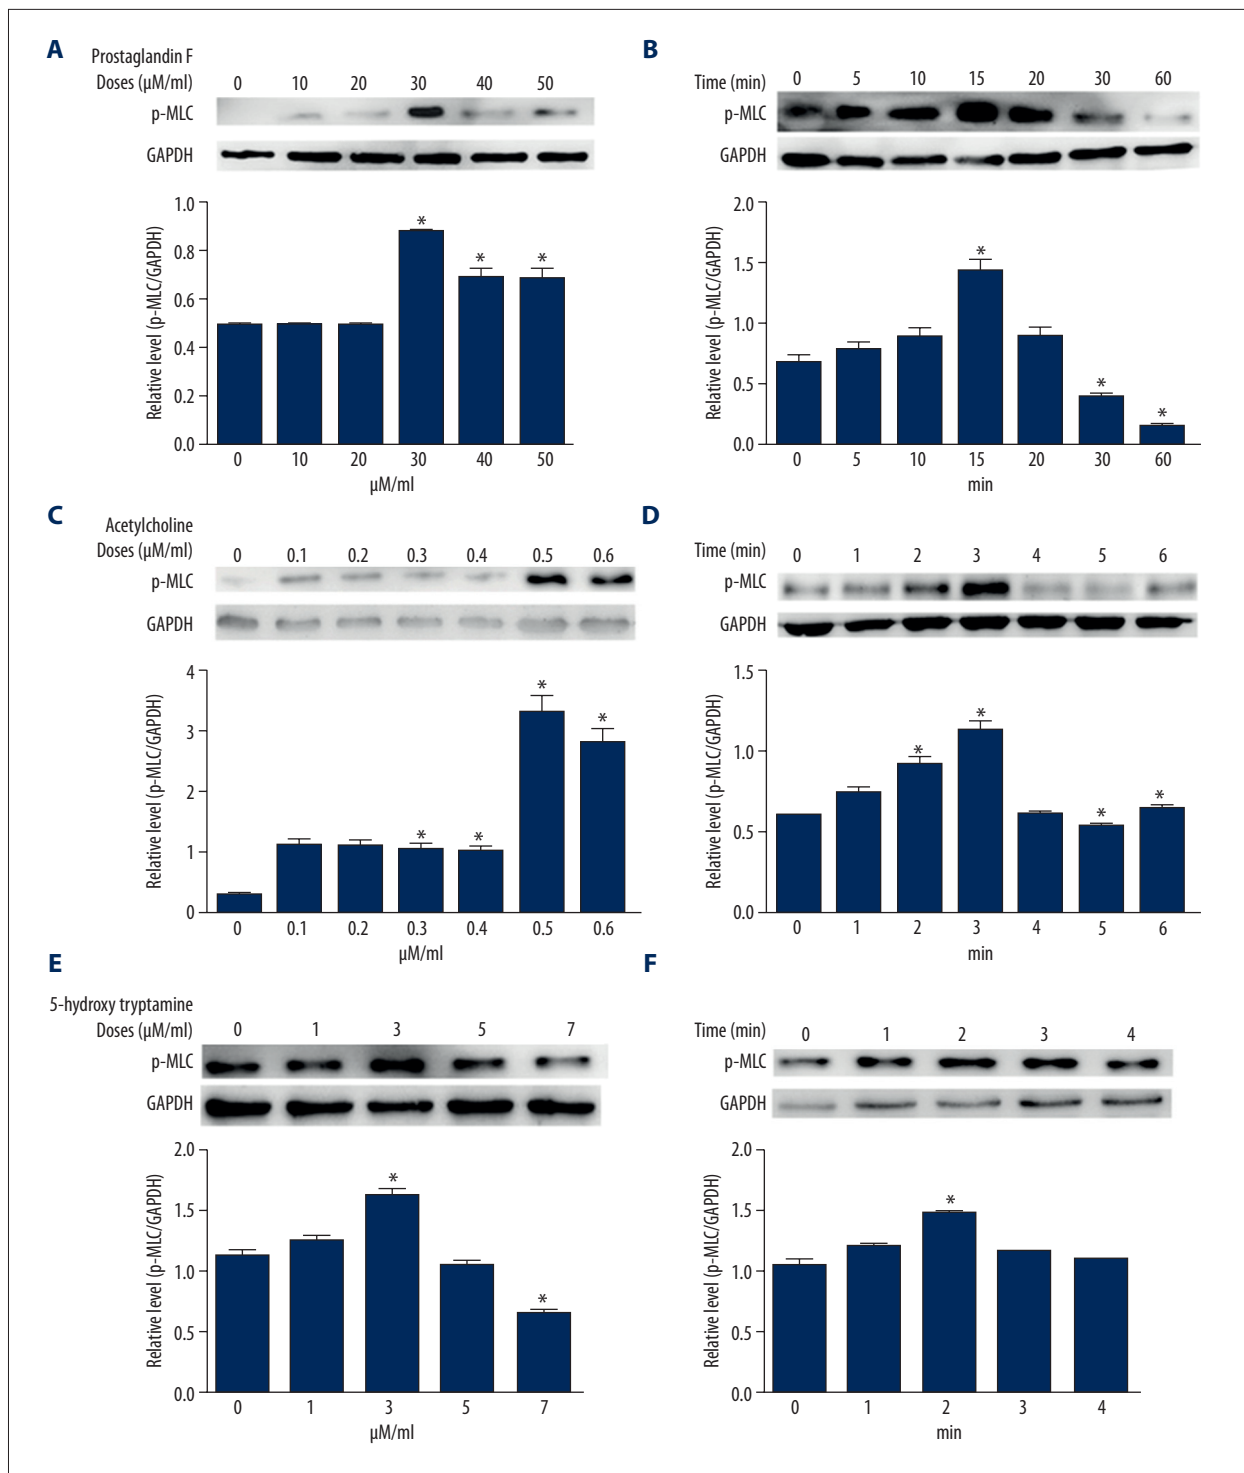 A
Prostaglandin F
Doses (µM/ml) 0 10 20 30 40 50
p-MLC
GAPDH
Relative level (p-MLC/GAPDH)
1.0
0.8
0.6
0.4
0.2
0.0
* * *
0 10 20 30 40 50
µM/ml
B
Time (min) 0 5 10 15 20 30 60
p-MLC
GAPDH
Relative level (p-MLC/GAPDH)
2.0
1.5
1.0
0.5
0.0
* * *
0 5 10 15 20 30 60
min
C
Acetylcholine
Doses (µM/ml) 0 0.1 0.2 0.3 0.4 0.5 0.6
p-MLC
GAPDH
Relative level (p-MLC/GAPDH)
4
3
2
1
0
* * * *
0 0.1 0.2 0.3 0.4 0.5 0.6
µM/ml
D
Time (min) 0 1 2 3 4 5 6
p-MLC
GAPDH
Relative level (p-MLC/GAPDH)
1.5
1.0
0.5
0.0
* * * *
0 1 2 3 4 5 6
min
E
5-hydroxy tryptamine
Doses (µM/ml) 0 1 3 5 7
p-MLC
GAPDH
Relative level (p-MLC/GAPDH)
2.0
1.5
1.0
0.5
0.0
* *
0 1 3 5 7
µM/ml
F
Time (min) 0 1 2 3 4
p-MLC
GAPDH
Relative level (p-MLC/GAPDH)
2.0
1.5
1.0
0.5
0.0
*
0 1 2 3 4
min